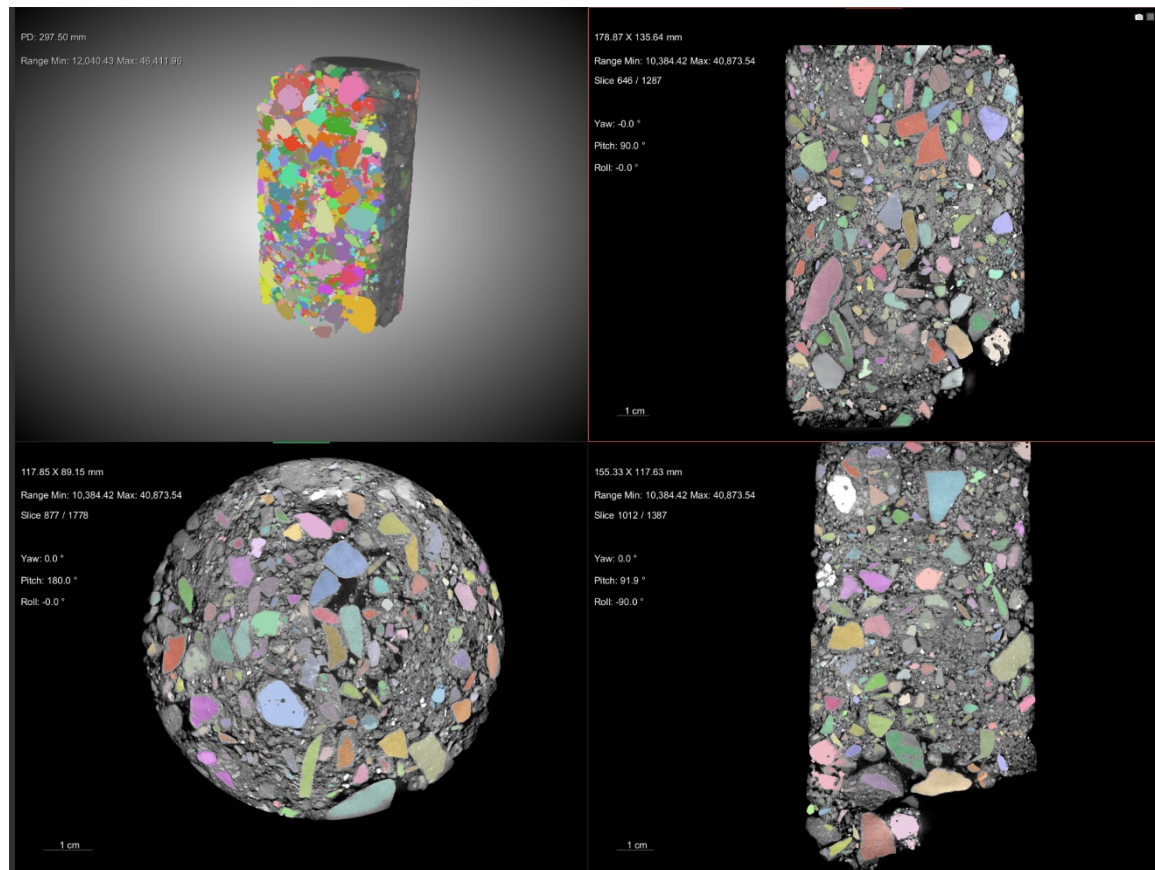 PD: 297.50 mm
Range Min: 12,040.43 Max: 46,411.96
178.87 X 135.64 mm
Range Min: 10,384.42 Max: 40,873.54
Slice 646 / 1287
Yaw: -0.0 °
Pitch: 90.0 °
Roll: -0.0 °
1 cm
117.85 X 89.15 mm
Range Min: 10,384.42 Max: 40,873.54
Slice 877 / 1778
Yaw: 0.0 °
Pitch: 180.0 °
Roll: -0.0 °
1 cm
155.33 X 117.63 mm
Range Min: 10,384.42 Max: 40,873.54
Slice 1012 / 1387
Yaw: 0.0 °
Pitch: 91.9 °
Roll: -90.0 °
1 cm